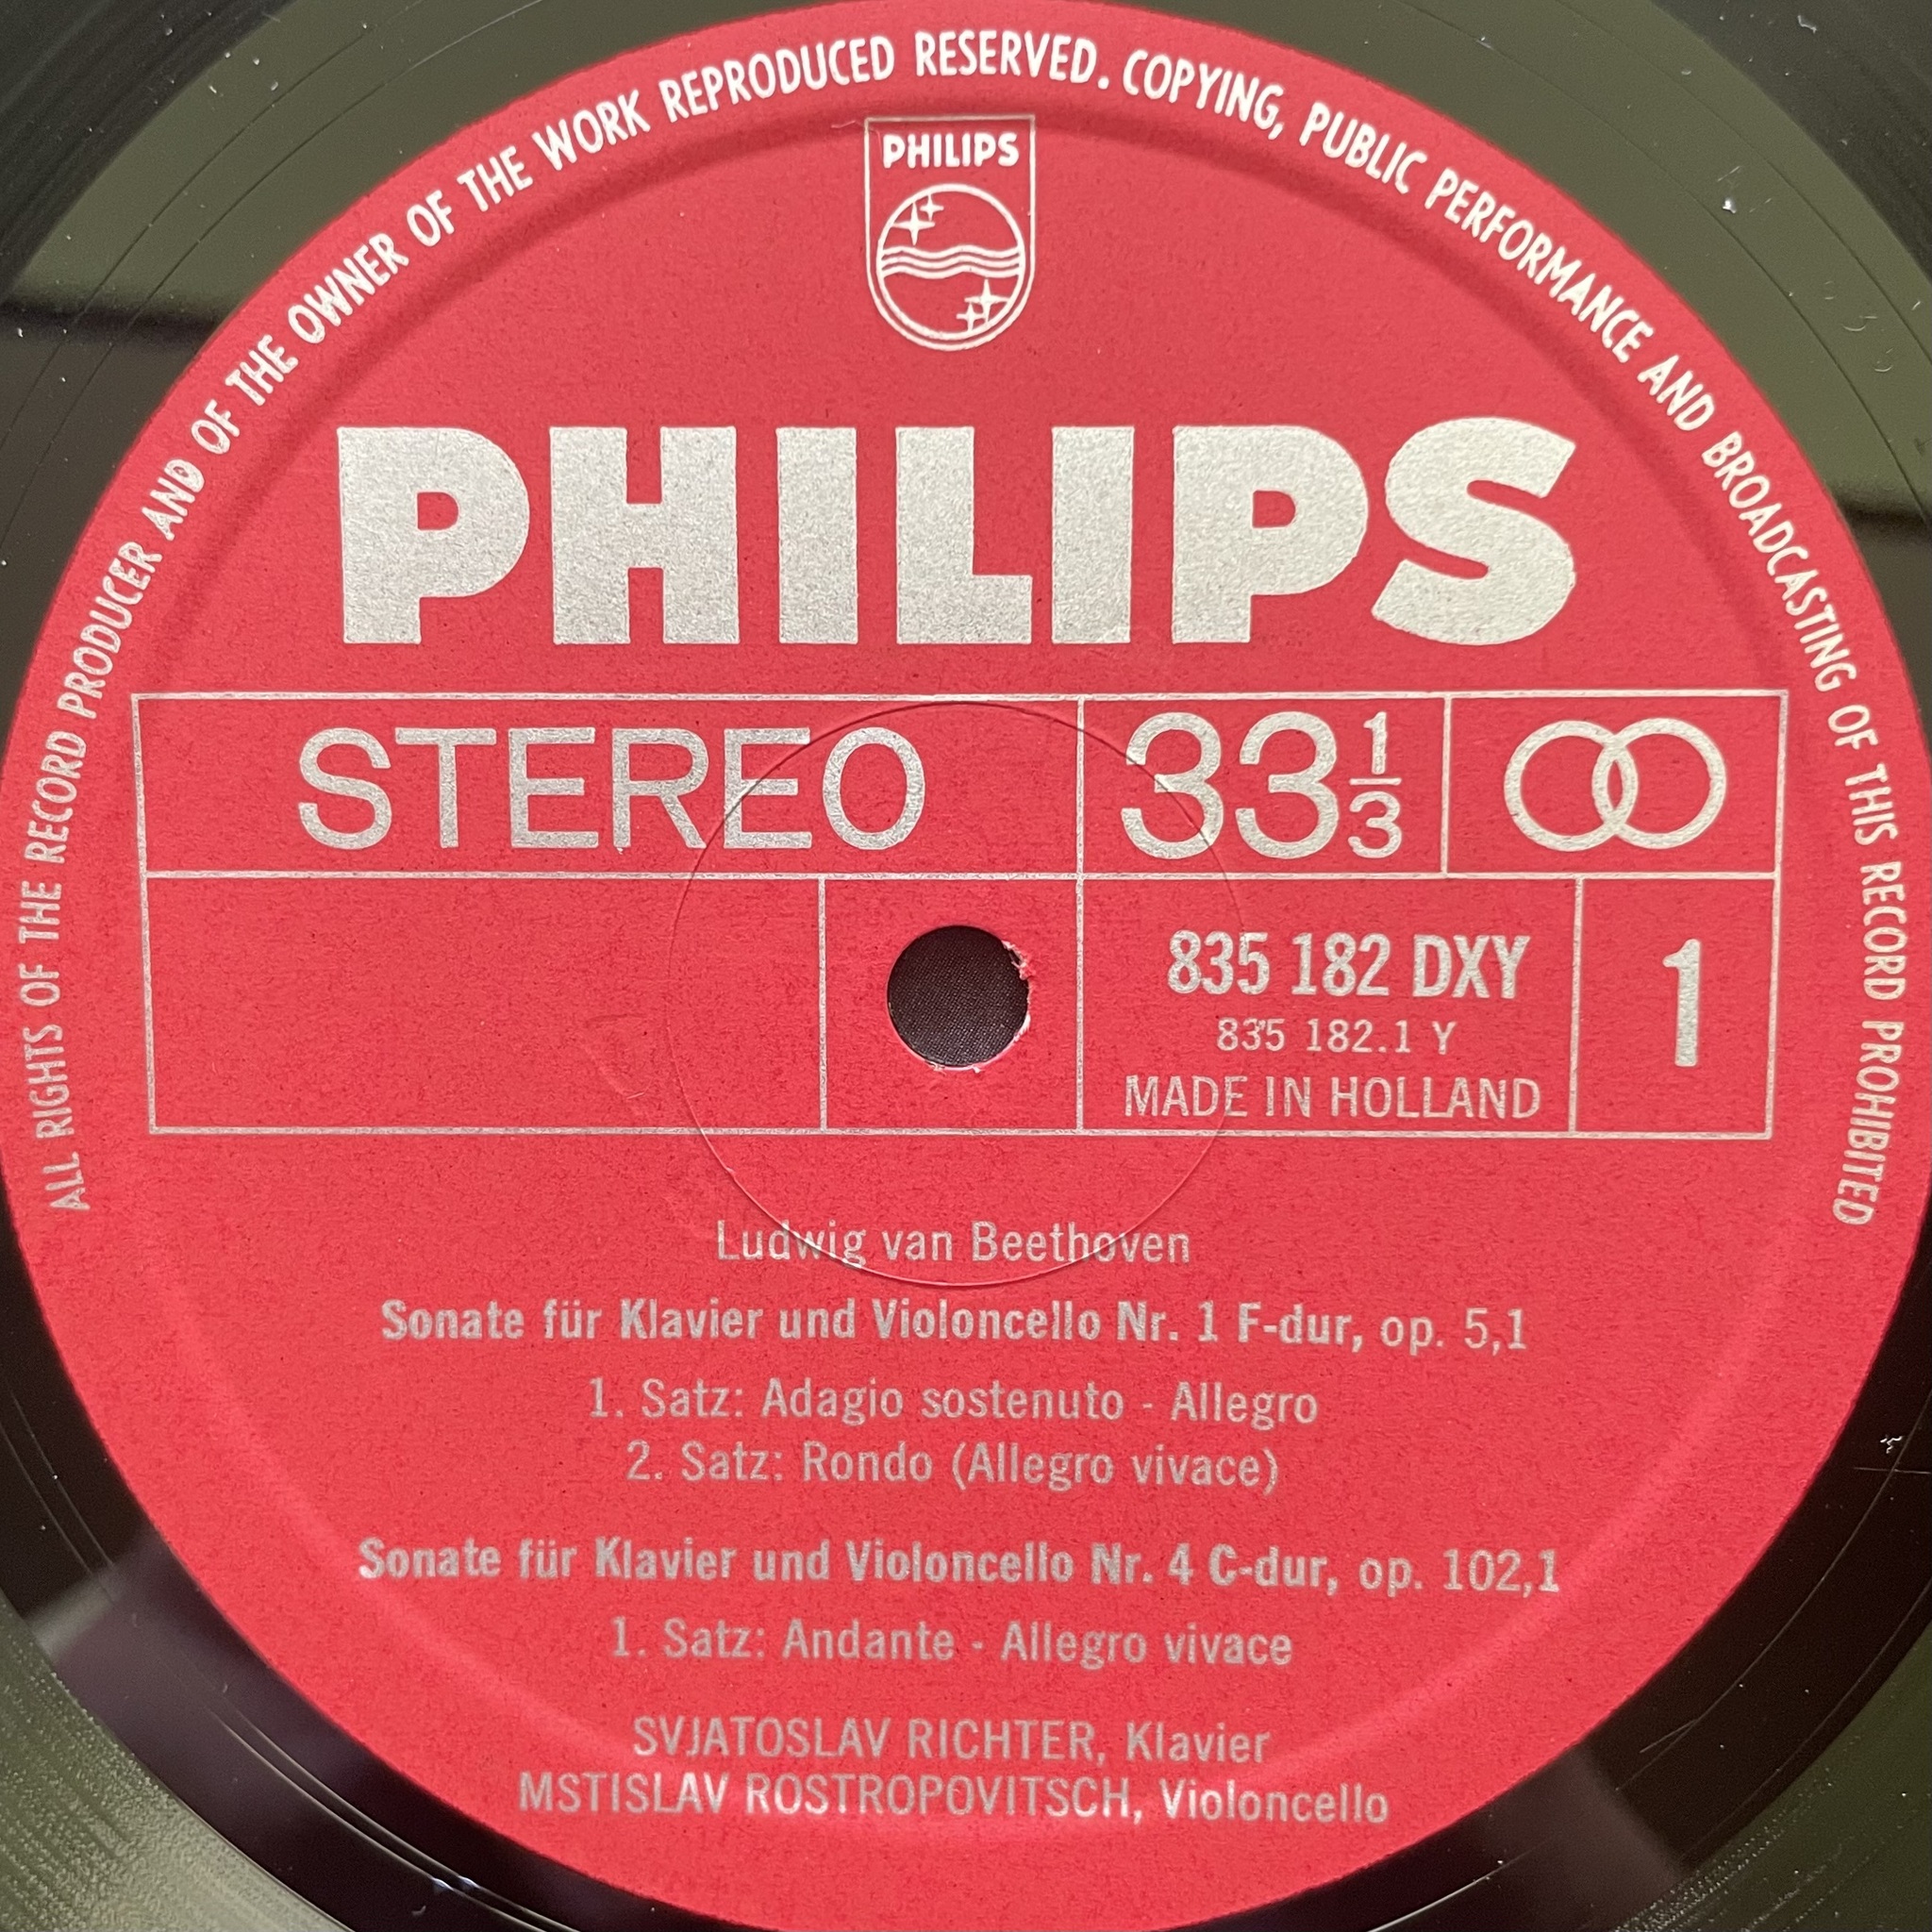 ALL RIGHTS OF THE RECORD PRODUCER AND OF THE OWNER OF THE WORK REPRODUCED RESERVED. COPYING, PUBLIC PERFORMANCE AND BROADCASTING OF THIS RECORD PROHIBITED
PHILIPS
PHILIPS
STEREO
33 1/3
835 182 DXY
835 182.1 Y
MADE IN HOLLAND
1
Ludwig van Beethoven
Sonate für Klavier und Violoncello Nr. 1 F-dur, op. 5,1
1. Satz: Adagio sostenuto - Allegro
2. Satz: Rondo (Allegro vivace)
Sonate für Klavier und Violoncello Nr. 4 C-dur, op. 102,1
1. Satz: Andante - Allegro vivace
SVJATOSLAV RICHTER, Klavier
MSTISLAV ROSTROPOVITSCH, Violoncello